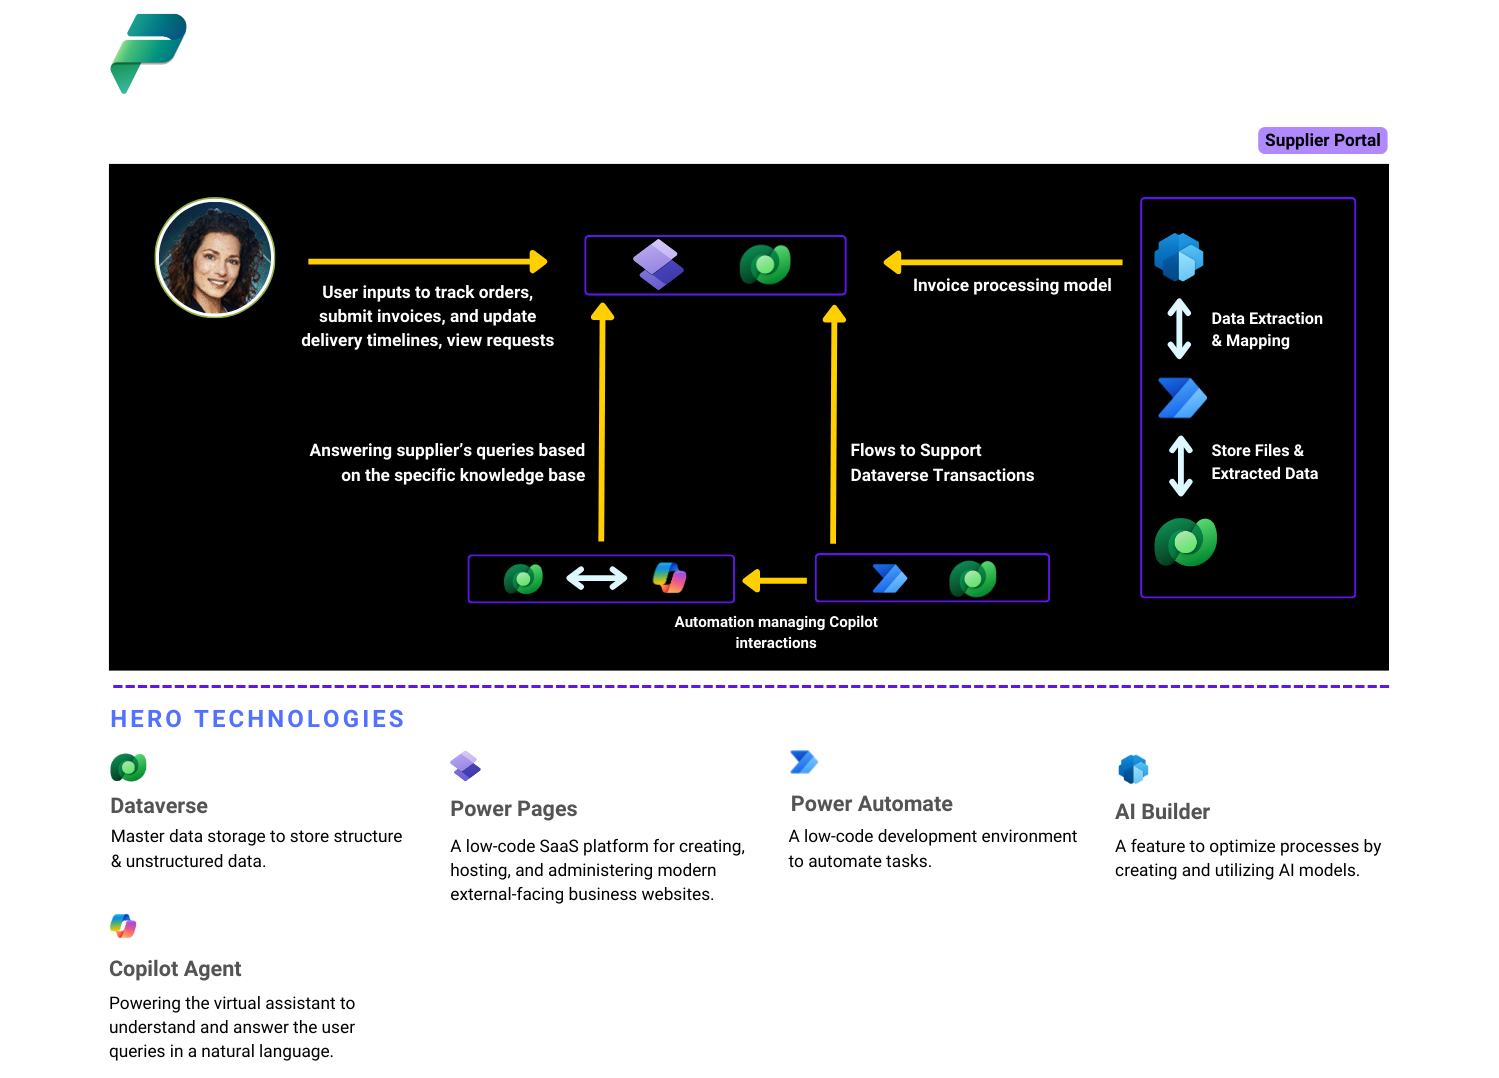 Supplier Portal
User inputs to track orders,
submit invoices, and update
delivery timelines, view requests
Invoice processing model
Data Extraction
& Mapping
Answering supplier’s queries based
on the specific knowledge base
Flows to Support
Dataverse Transactions
Store Files &
Extracted Data
Automation managing Copilot
interactions
HERO TECHNOLOGIES
Dataverse
Master data storage to store structure
& unstructured data.
Power Pages
A low-code SaaS platform for creating,
hosting, and administering modern
external-facing business websites.
Power Automate
A low-code development environment
to automate tasks.
AI Builder
A feature to optimize processes by
creating and utilizing AI models.
Copilot Agent
Powering the virtual assistant to
understand and answer the user
queries in a natural language.